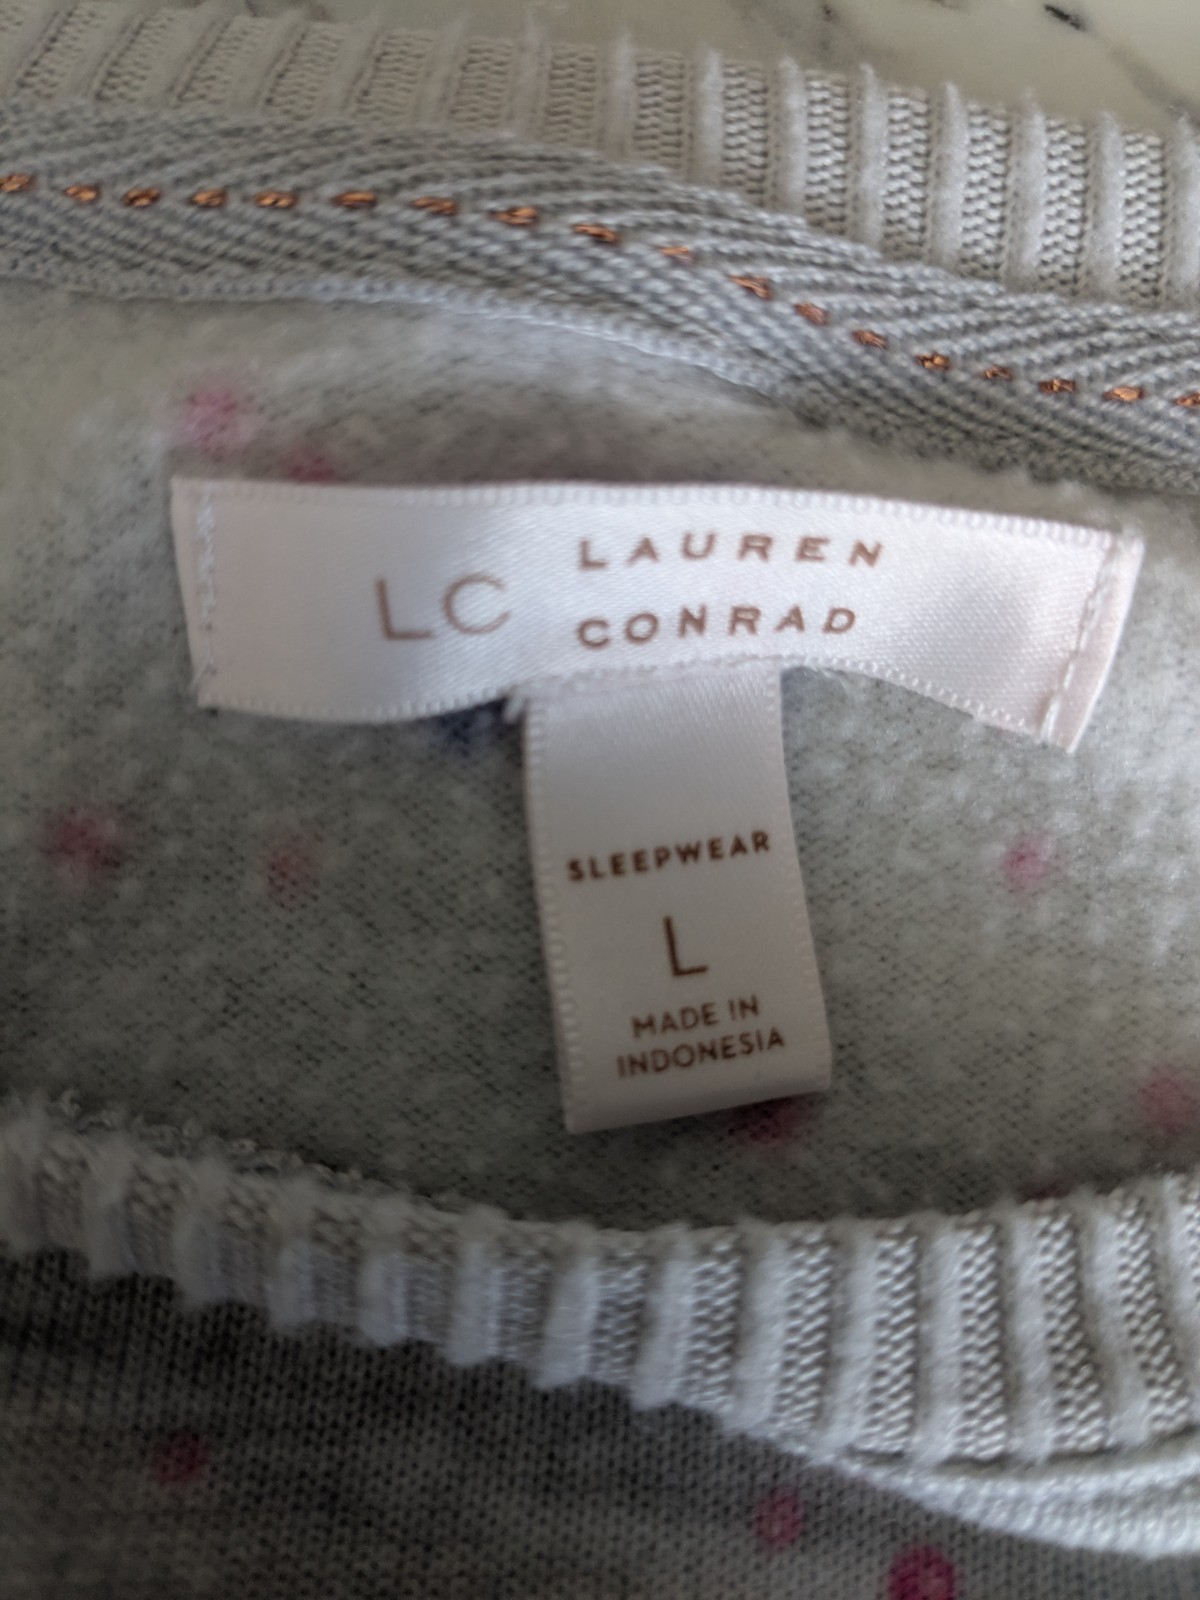 LC
LAUREN
CONRAD
SLEEPWEAR
L
MADE IN
INDONESIA